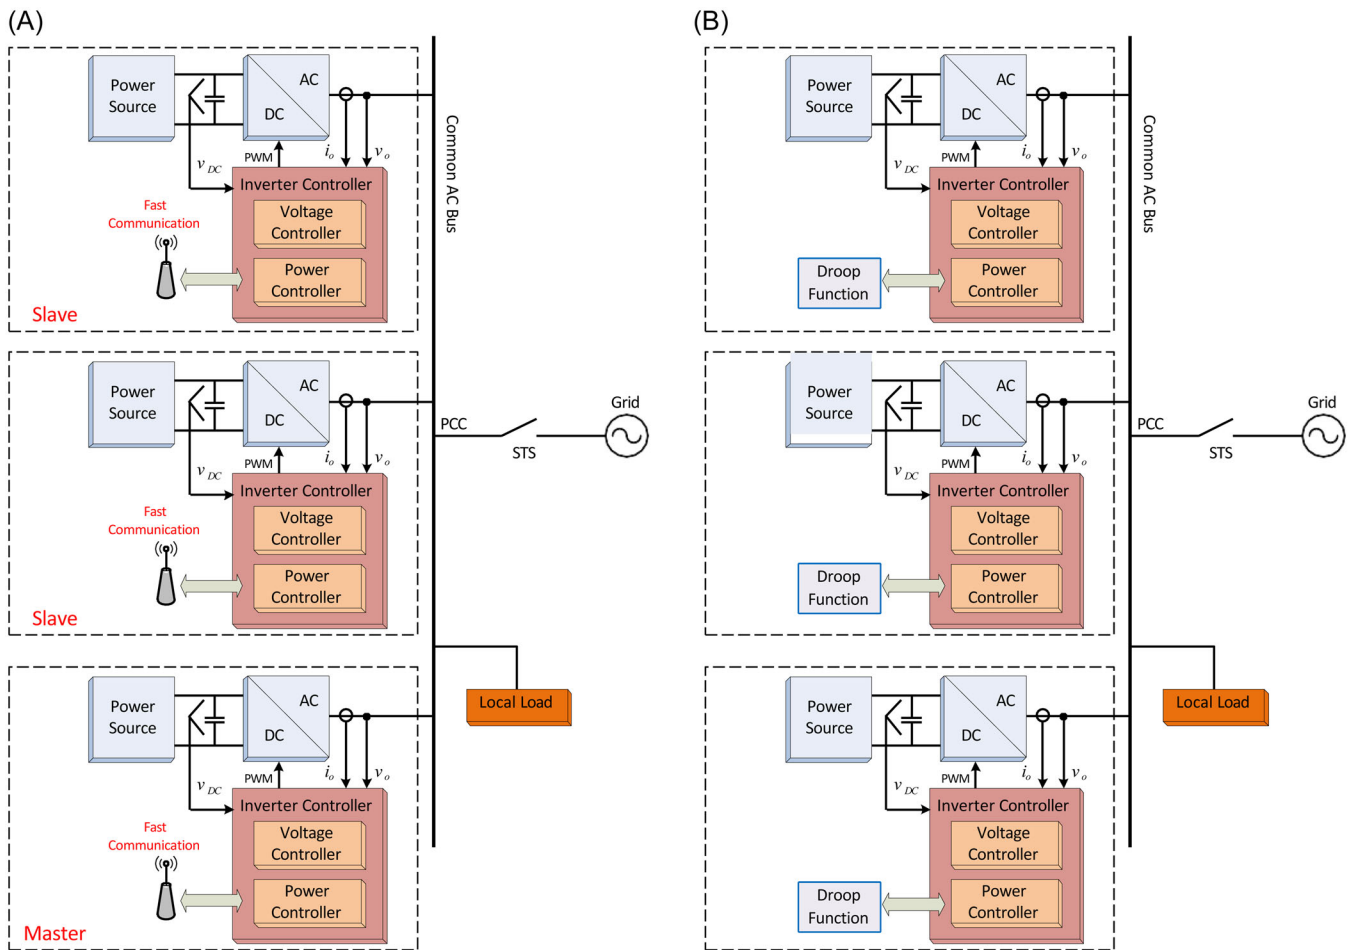 (A)
Power
Source
AC
DC
v DC
PWM
i o
v o
Inverter Controller
Voltage
Controller
Power
Controller
Fast
Communication
Slave
Power
Source
AC
DC
v DC
PWM
i o
v o
Inverter Controller
Voltage
Controller
Power
Controller
Fast
Communication
Slave
Power
Source
AC
DC
v DC
PWM
i o
v o
Inverter Controller
Voltage
Controller
Power
Controller
Fast
Communication
Master
Common AC Bus
PCC
STS
Grid
Local Load
(B)
Power
Source
AC
DC
v DC
PWM
i o
v o
Inverter Controller
Voltage
Controller
Power
Controller
Droop
Function
Power
Source
AC
DC
v DC
PWM
i o
v o
Inverter Controller
Voltage
Controller
Power
Controller
Droop
Function
Power
Source
AC
DC
v DC
PWM
i o
v o
Inverter Controller
Voltage
Controller
Power
Controller
Droop
Function
Common AC Bus
PCC
STS
Grid
Local Load